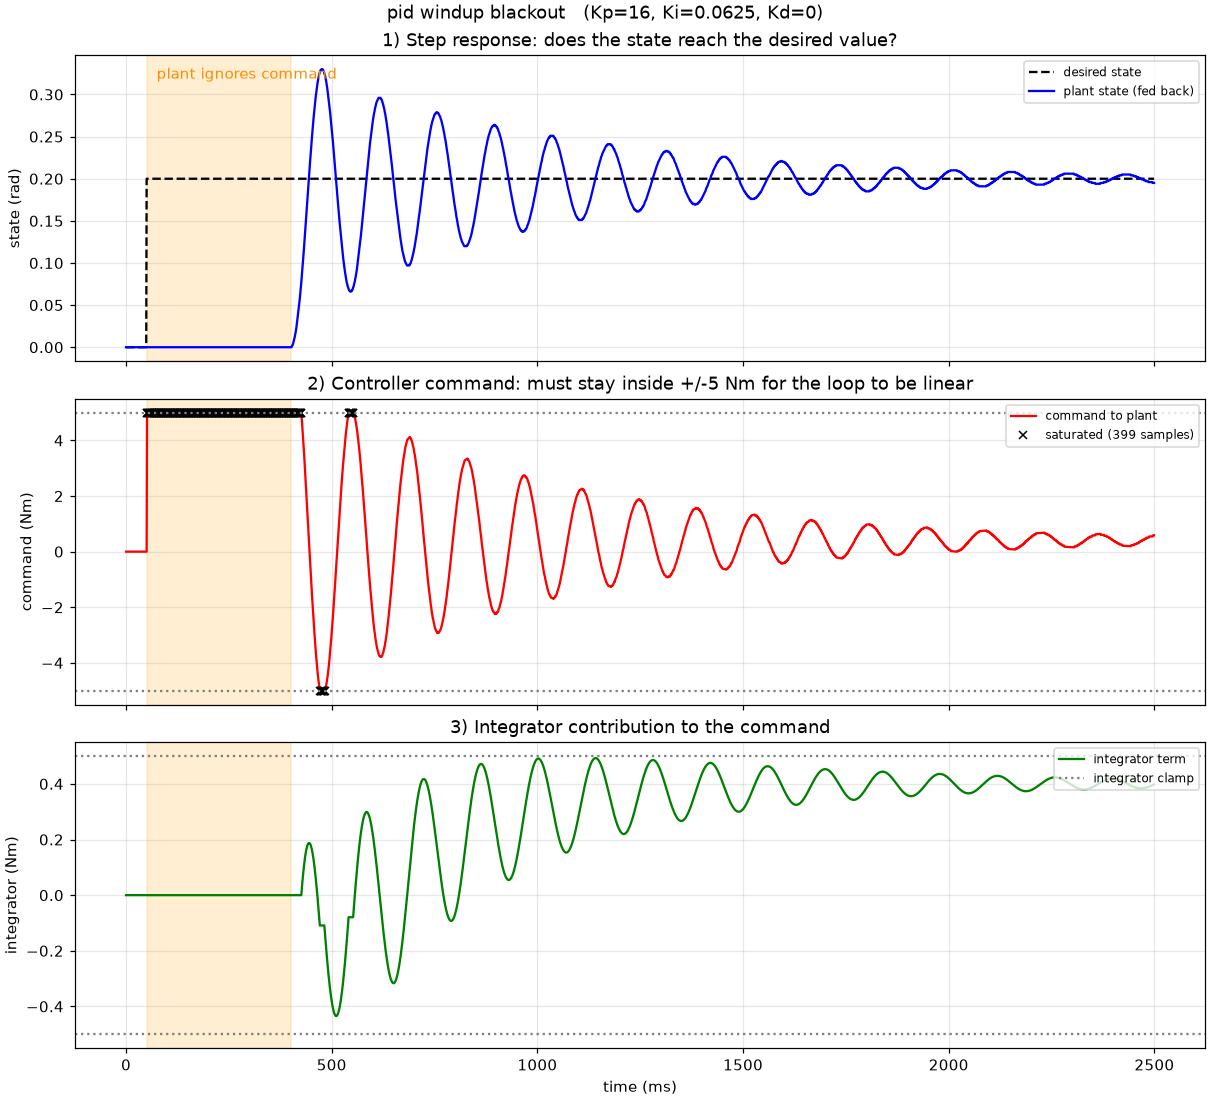 pid windup blackout (Kp=16, Ki=0.0625, Kd=0)
1) Step response: does the state reach the desired value?
plant ignores command
desired state
plant state (fed back)
0.30
0.25
0.20
0.15
0.10
0.05
0.00
state (rad)
2) Controller command: must stay inside +/-5 Nm for the loop to be linear
command to plant
saturated (399 samples)
4
2
0
−2
−4
command (Nm)
3) Integrator contribution to the command
integrator term
integrator clamp
0.4
0.2
0.0
−0.2
−0.4
integrator (Nm)
0 500 1000 1500 2000 2500
time (ms)